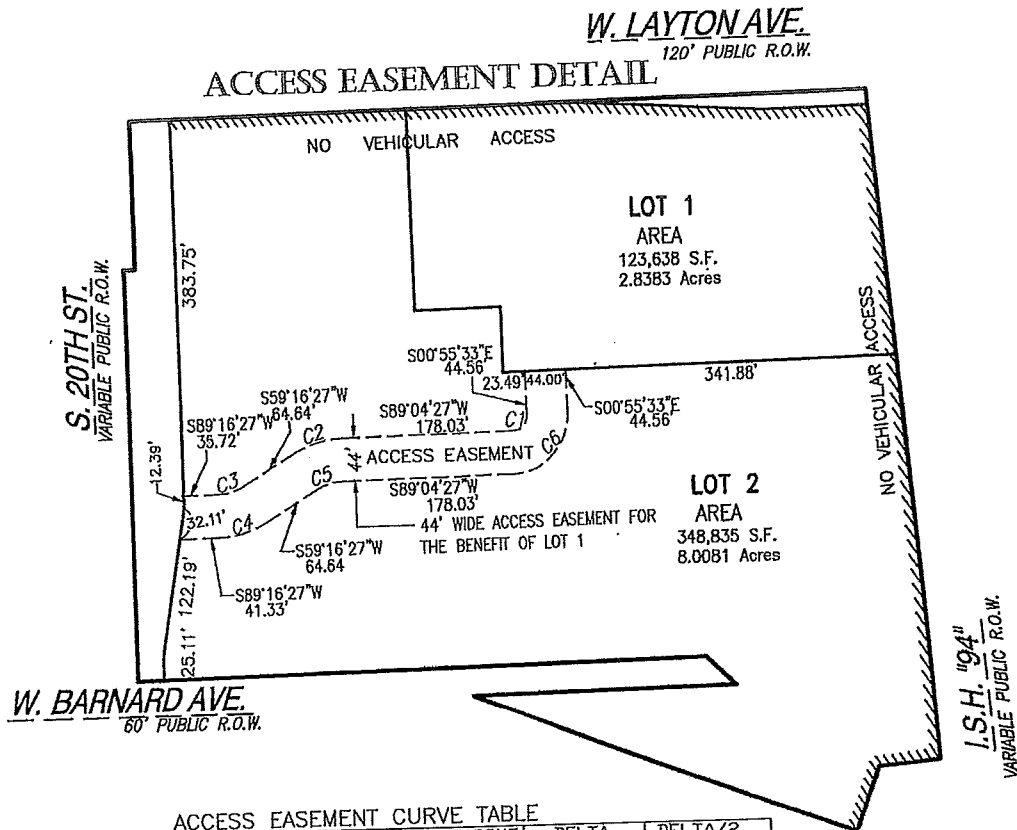 W. LAYTON AVE.
120' PUBLIC R.O.W.
ACCESS EASEMENT DETAIL
NO VEHICULAR ACCESS
LOT 1
AREA
123,638 S.F.
2.8383 Acres
S. 20TH ST.
VARIABLE PUBLIC R.O.W.
383.75'
NO VEHICULAR ACCESS
S00°55'33"E
44.56'
23.49'
44.00'
341.88'
S00°55'33"E
44.56'
S59°16'27"W
64.64'
S89°16'27"W
C2
S89°04'27"W
178.03'
C1
C6
12.39'
C3
44'
ACCESS EASEMENT
C5
S89°04'27"W
178.03'
32.11'
C4
44' WIDE ACCESS EASEMENT FOR
THE BENEFIT OF LOT 1
LOT 2
AREA
348,835 S.F.
8.0081 Acres
S59°16'27"W
64.64
S89°16'27"W
41.33'
122.19'
25.11'
W. BARNARD AVE.
60' PUBLIC R.O.W.
I.S.H. "94"
VARIABLE PUBLIC R.O.W.
ACCESS EASEMENT CURVE TABLE
DELTA DELTA/2